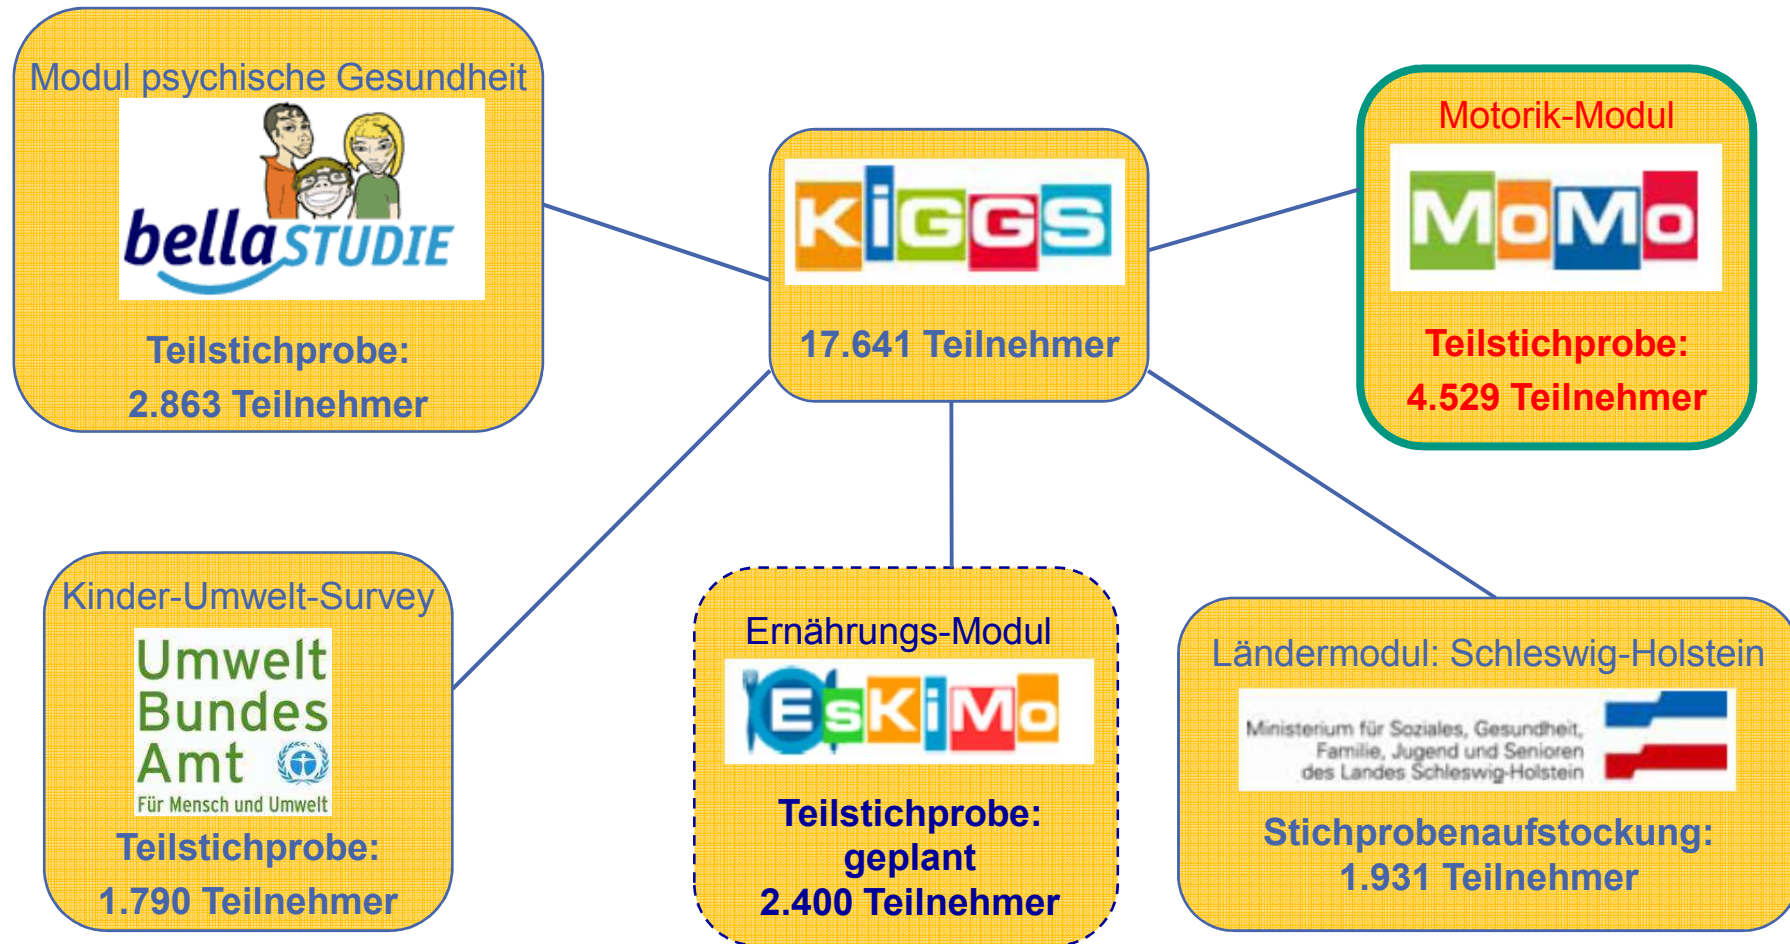 Modul psychische Gesundheit
bella STUDIE
Teilstichprobe:
2.863 Teilnehmer
KiGGS
17.641 Teilnehmer
Motorik-Modul
MoMo
Teilstichprobe:
4.529 Teilnehmer
Kinder-Umwelt-Survey
Umwelt
Bundes
Amt
Für Mensch und Umwelt
Teilstichprobe:
1.790 Teilnehmer
Ernährungs-Modul
EsKiMo
Teilstichprobe:
geplant
2.400 Teilnehmer
Ländermodul: Schleswig-Holstein
Ministerium für Soziales, Gesundheit,
Familie, Jugend und Senioren
des Landes Schleswig-Holstein
Stichprobenaufstockung:
1.931 Teilnehmer